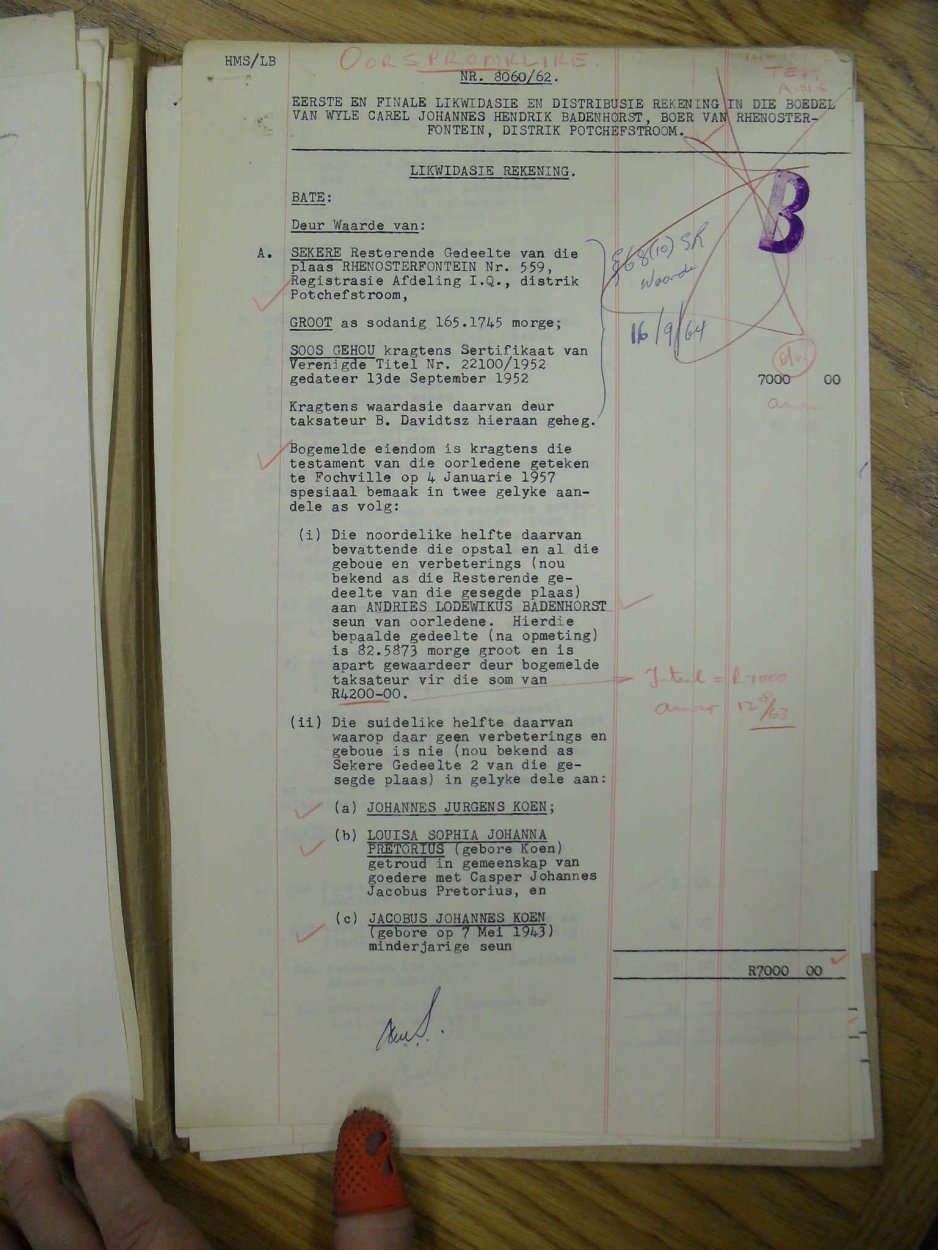 HMS/LB
OORSPRONKLIKE.
NR. 8060/62.
TEST
EERSTE EN FINALE LIKWIDASIE EN DISTRIBUSIE REKENING IN DIE BOEDEL
VAN WYLE CAREL JOHANNES HENDRIK BADENHORST, BOER VAN RHENOSTER-
FONTEIN, DISTRIK POTCHEFSTROOM.
LIKWIDASIE REKENING.
B
BATE:
Deur Waarde van:
A. SEKERE Resterende Gedeelte van die
plaas RHENOSTERFONTEIN Nr. 559,
Registrasie Afdeling I.Q., distrik
Potchefstroom,
Waarde
16/9/64
GROOT as sodanig 165.1745 morge;
SOOS GEHOU kragtens Sertifikaat van
Verenigde Titel Nr. 22100/1952
gedateer 13de September 1952
7000 00
Kragtens waardasie daarvan deur
taksateur B. Davidtsz hieraan geheg.
Bogemelde eiendom is kragtens die
testament van die oorledene geteken
te Fochville op 4 Januarie 1957
spesiaal bemaak in twee gelyke aan-
dele as volg:
(i) Die noordelike helfte daarvan
bevattende die opstal en al die
geboue en verbeterings (nou
bekend as die Resterende ge-
deelte van die gesegde plaas)
aan ANDRIES LODEWIKUS BADENHORST
seun van oorledene. Hierdie
bepaalde gedeelte (na opmeting)
is 82.5873 morge groot en is
apart gewaardeer deur bogemelde
taksateur vir die som van
R4200-00.
= R7000
(ii) Die suidelike helfte daarvan
waarop daar geen verbeterings en
geboue is nie (nou bekend as
Sekere Gedeelte 2 van die ge-
segde plaas) in gelyke dele aan:
(a) JOHANNES JURGENS KOEN;
(b) LOUISA SOPHIA JOHANNA
PRETORIUS (gebore Koen)
getroud in gemeenskap van
goedere met Casper Johannes
Jacobus Pretorius, en
(c) JACOBUS JOHANNES KOEN
(gebore op 7 Mei 1943)
minderjarige seun
R7000 00